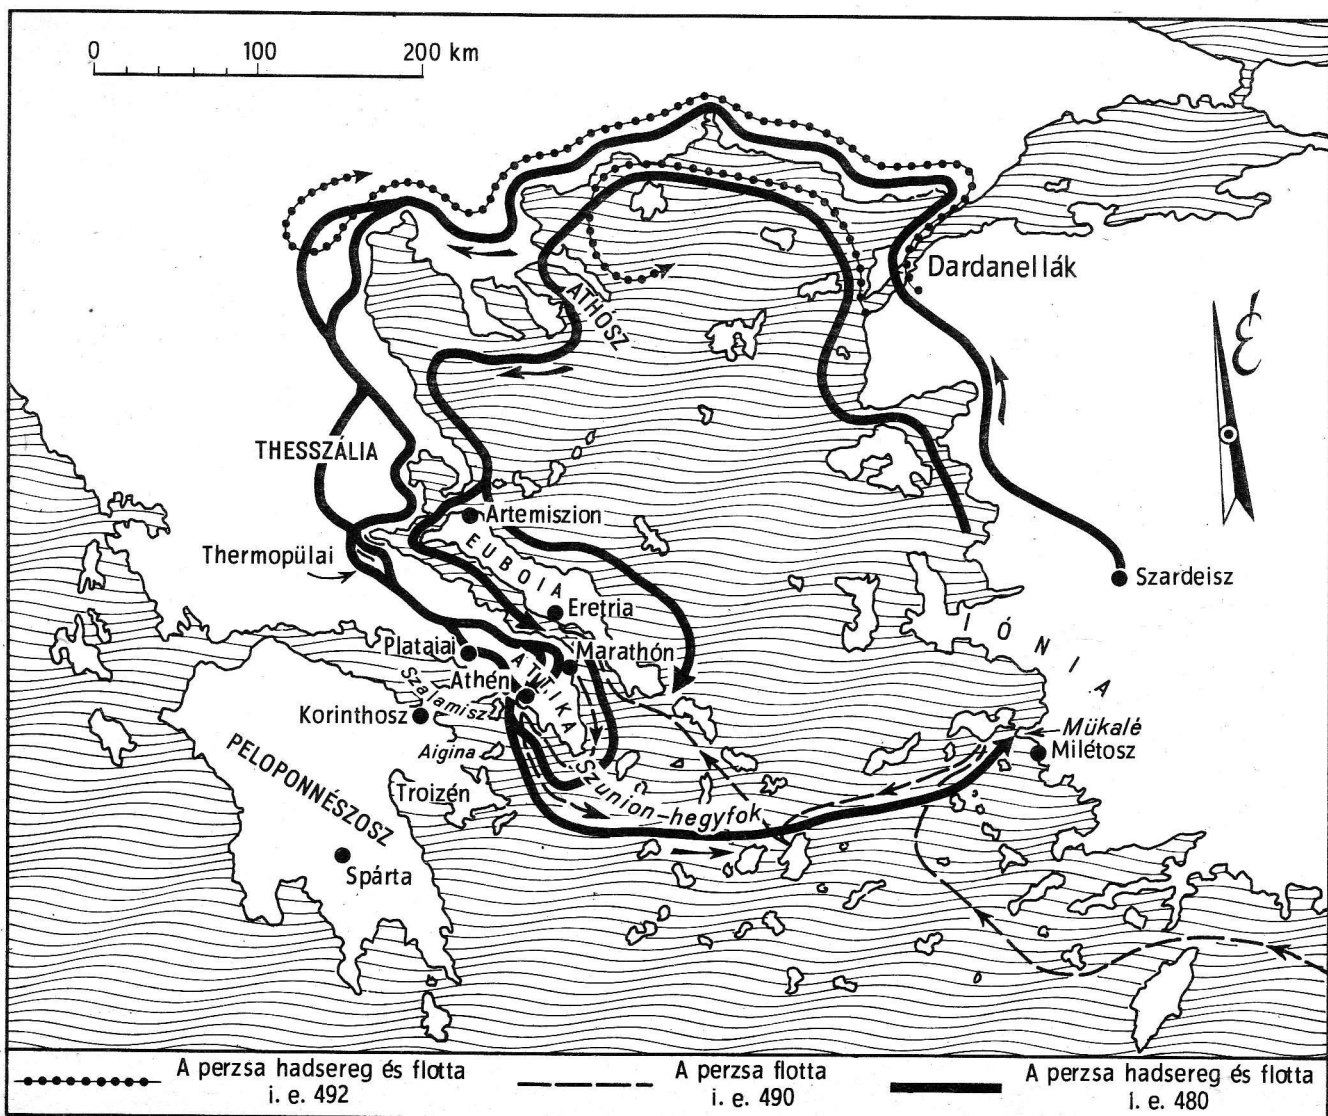 0 100 200 km
Dardanellák
É
ATHÓSZ
THESSZÁLIA
Artemiszion
Thermopülai
EUBOIA
Szardeisz
Eretria
IÓNIA
Plataiai
Marathón
ATTIKA
Athén
Szalamisz
Korinthosz
Mükalé
Milétosz
Aigina
PELOPONNÉSZOSZ
Troizén
Szunion-hegyfok
Spárta
A perzsa hadsereg és flotta
i. e. 492
A perzsa flotta
i. e. 490
A perzsa hadsereg és flotta
i. e. 480